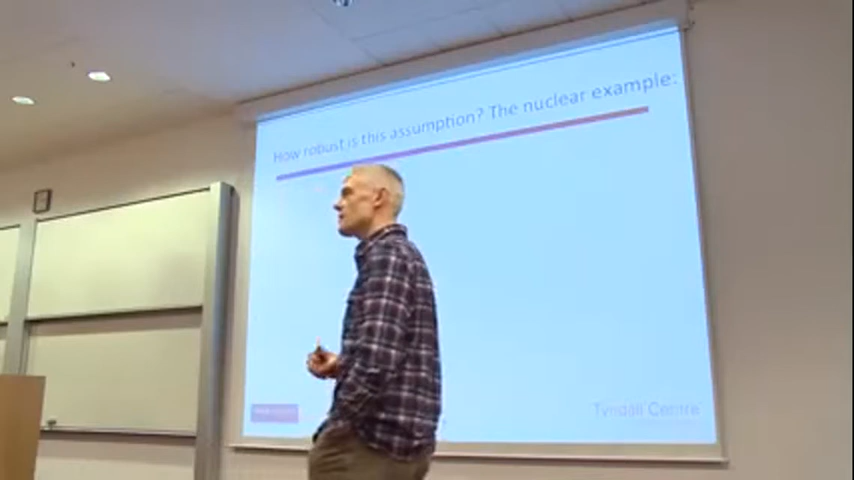 How robust is this assumption? The nuclear example:
Tyndall Centre